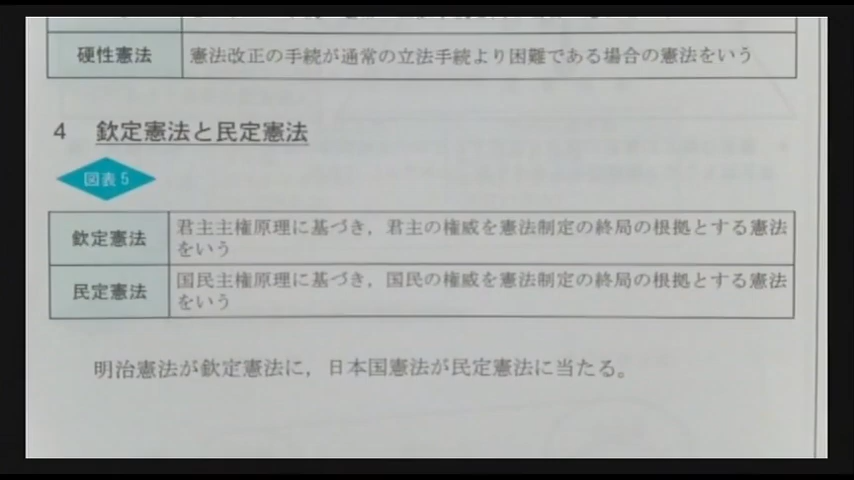 硬性憲法
憲法改正の手続が通常の立法手続より困難である場合の憲法をいう
4 欽定憲法と民定憲法
図表5
欽定憲法
君主主権原理に基づき，君主の権威を憲法制定の終局の根拠とする憲法
をいう
民定憲法
国民主権原理に基づき，国民の権威を憲法制定の終局の根拠とする憲法
をいう
明治憲法が欽定憲法に，日本国憲法が民定憲法に当たる。